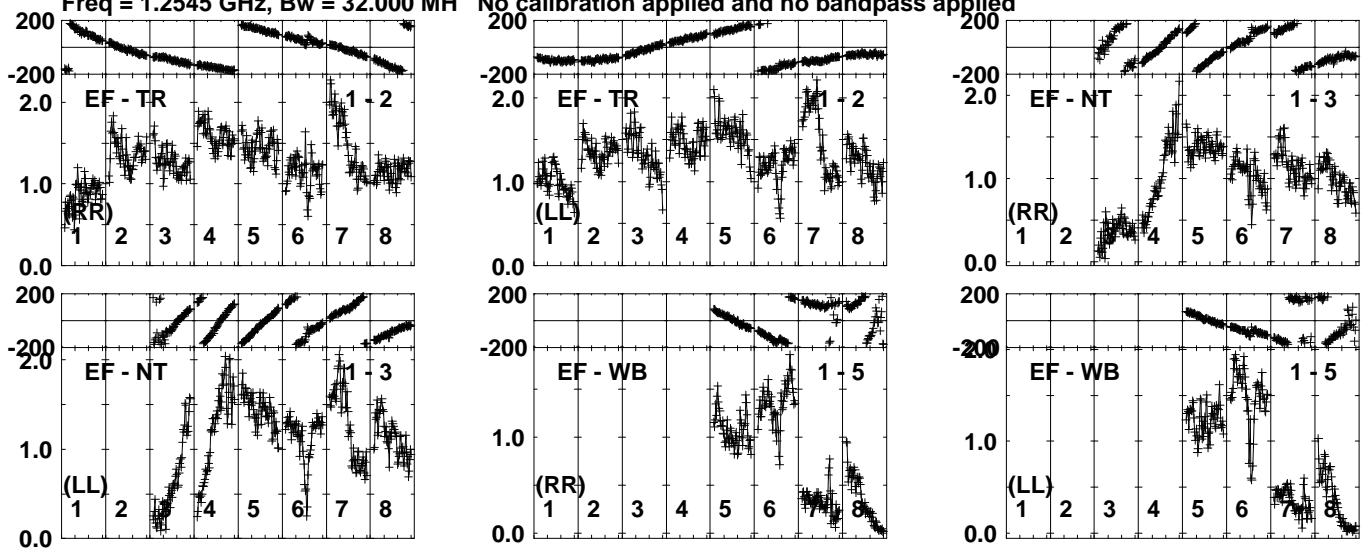 Freq = 1.2545 GHz, Bw = 32.000 MH No calibration applied and no bandpass applied
200
-200
EF - TR 1 - 2
2.0
1.0
(RR)
1 2 3 4 5 6 7 8
0.0
200
-200
EF - TR 1 - 2
2.0
1.0
(LL)
1 2 3 4 5 6 7 8
0.0
200
-200
EF - NT 1 - 3
2.0
1.0
(RR)
1 2 3 4 5 6 7 8
0.0
200
-200
2.0
EF - NT 1 - 3
1.0
(LL)
1 2 3 4 5 6 7 8
0.0
200
-200
EF - WB 1 - 5
1.0
(RR)
1 2 3 4 5 6 7 8
0.0
200
-200
2.0
EF - WB 1 - 5
1.0
(LL)
1 2 3 4 5 6 7 8
0.0